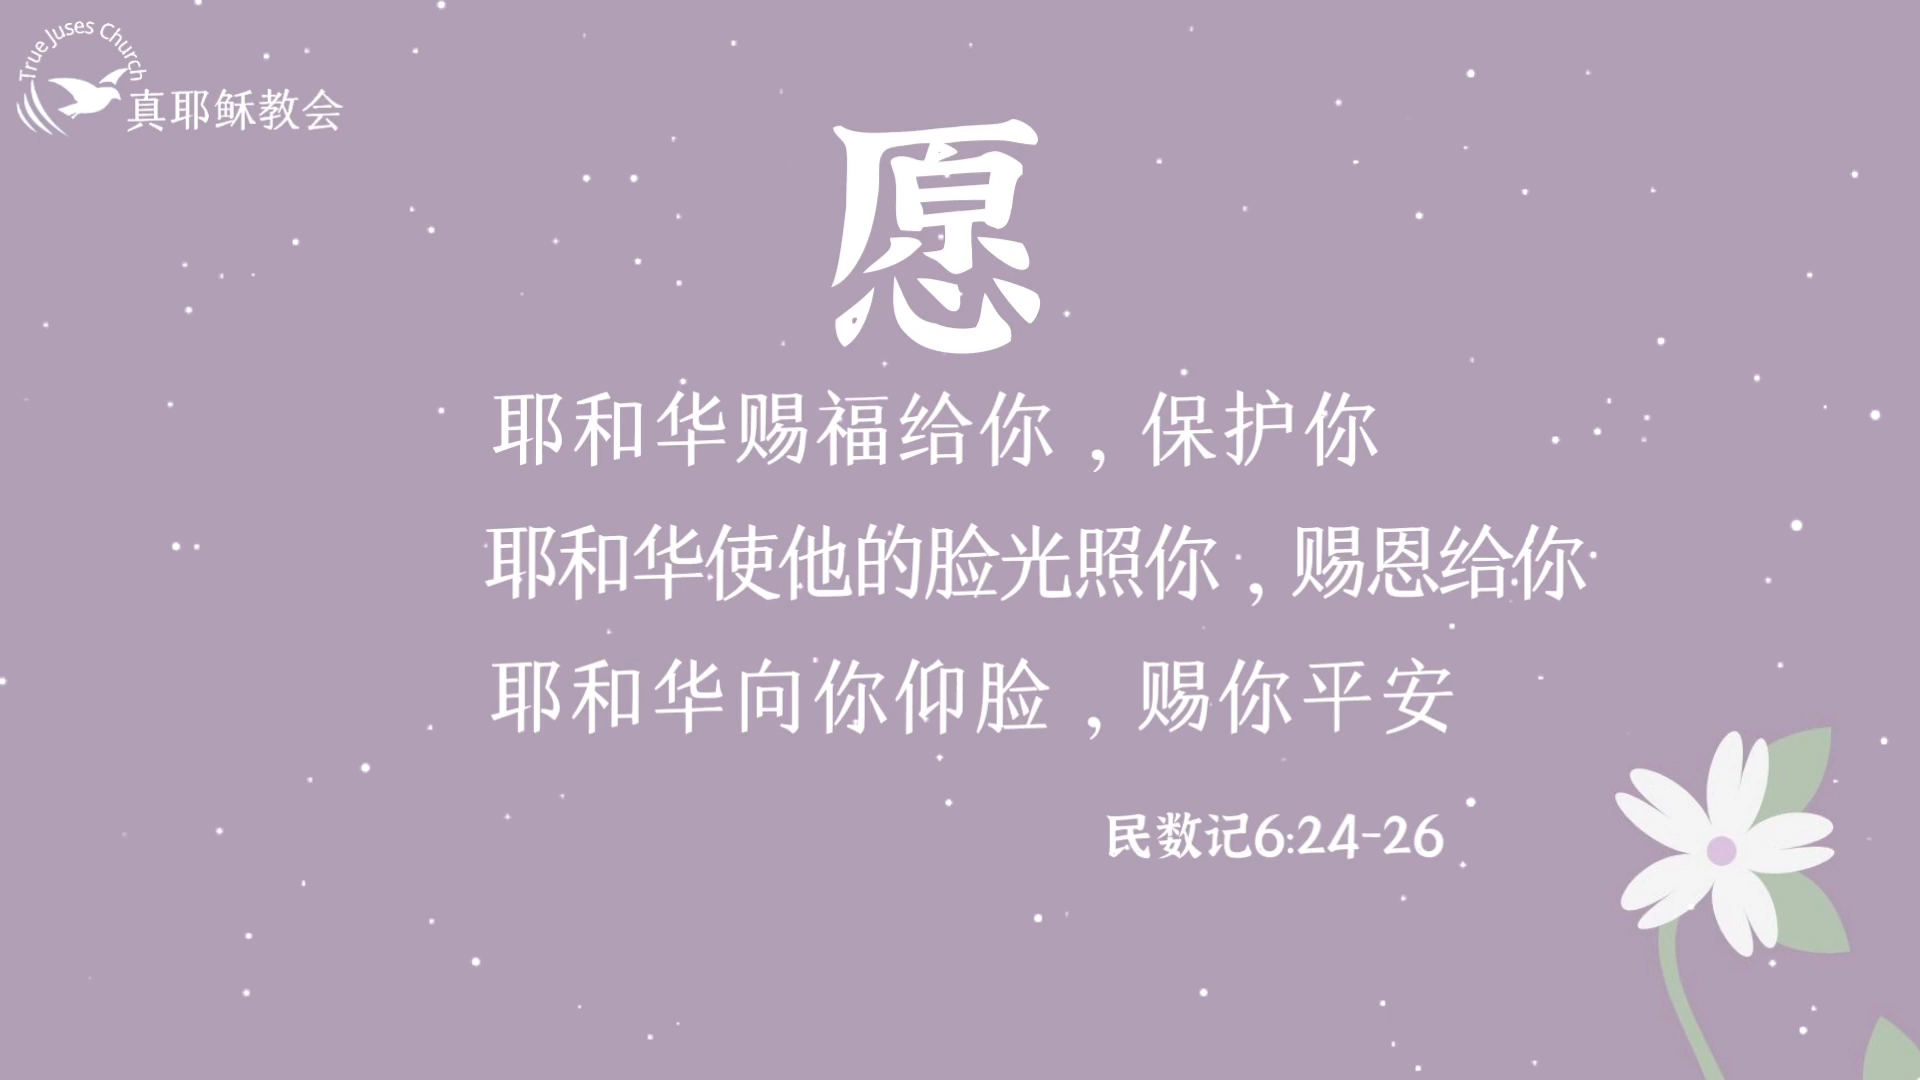 True Juses Church
真耶稣教会
愿
耶和华赐福给你，保护你
耶和华使他的脸光照你，赐恩给你
耶和华向你仰脸，赐你平安
民数记6:24-26